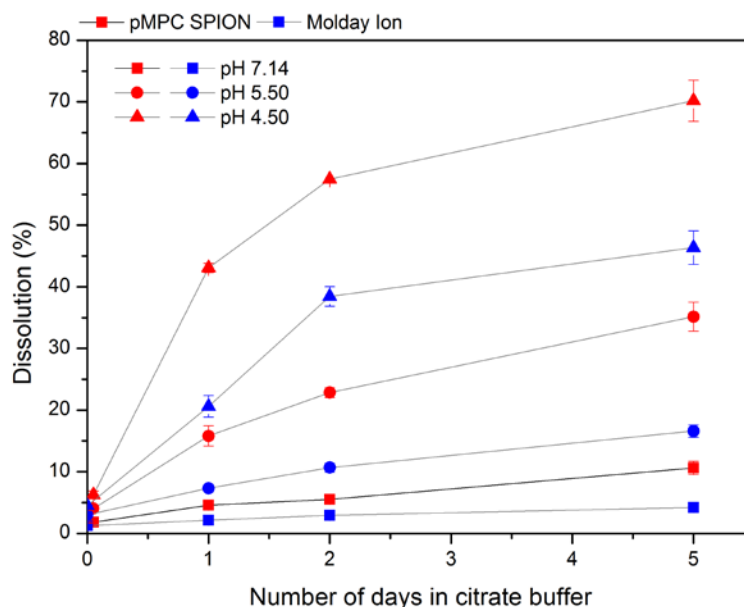 pMPC SPION Molday Ion
80
pH 7.14
70
pH 5.50
pH 4.50
60
50
40
30
20
10
0
Dissolution (%)
0 1 2 3 4 5
Number of days in citrate buffer